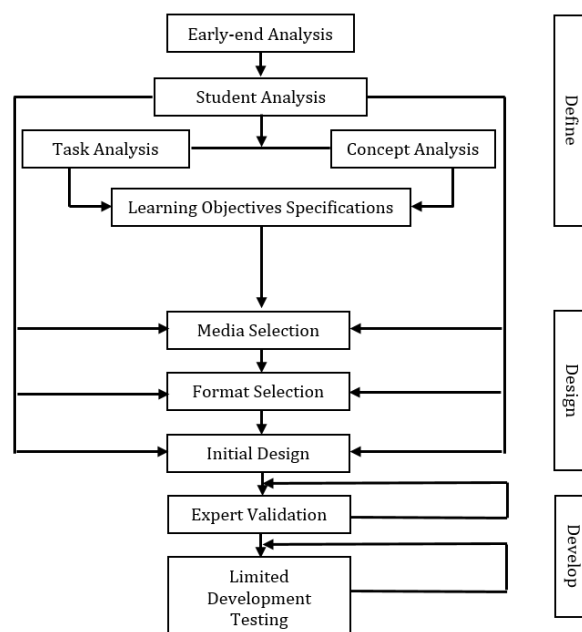 Early-end Analysis
Student Analysis
Task Analysis
Concept Analysis
Learning Objectives Specifications
Define
Media Selection
Format Selection
Initial Design
Design
Expert Validation
Limited
Development
Testing
Develop